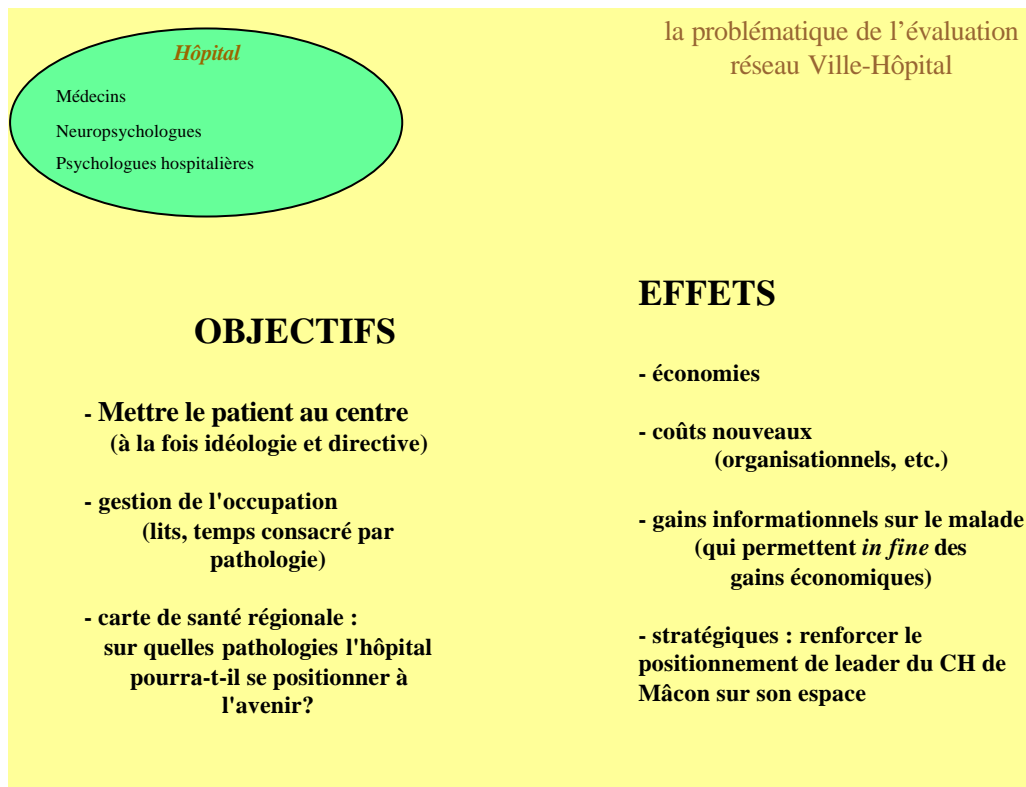 la problématique de l’évaluation
réseau Ville-Hôpital
Hôpital
Médecins
Neuropsychologues
Psychologues hospitalières
OBJECTIFS
- Mettre le patient au centre
(à la fois idéologie et directive)
- gestion de l'occupation
(lits, temps consacré par
pathologie)
- carte de santé régionale :
sur quelles pathologies l'hôpital
pourra-t-il se positionner à
l'avenir?
EFFETS
- économies
- coûts nouveaux
(organisationnels, etc.)
- gains informationnels sur le malade
(qui permettent in fine des
gains économiques)
- stratégiques : renforcer le
positionnement de leader du CH de
Mâcon sur son espace